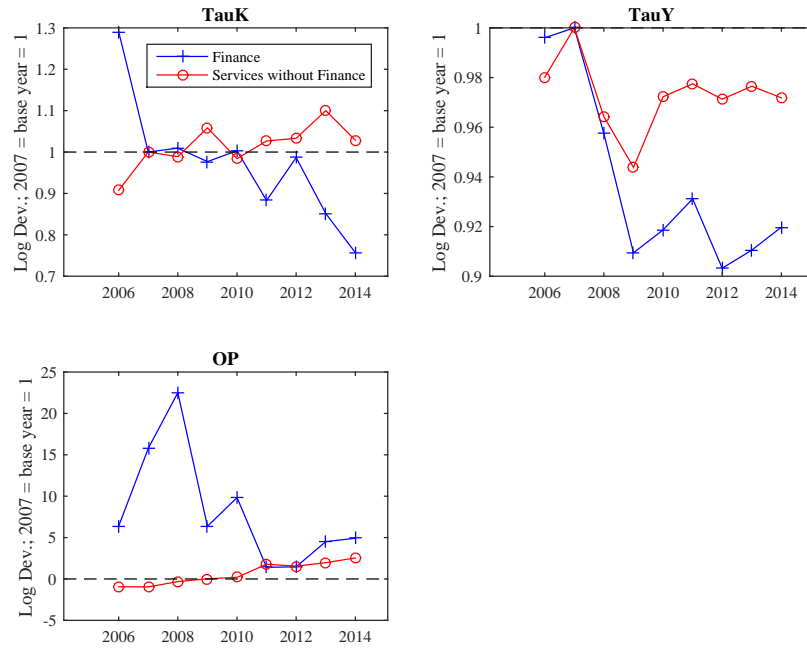 TauK
Log Dev.; 2007 = base year = 1
1.3
1.2
1.1
1
0.9
0.8
0.7
2006 2008 2010 2012 2014
Finance
Services without Finance
TauY
Log Dev.; 2007 = base year = 1
1
0.98
0.96
0.94
0.92
0.9
2006 2008 2010 2012 2014
OP
Log Dev.; 2007 = base year = 1
25
20
15
10
5
0
-5
2006 2008 2010 2012 2014